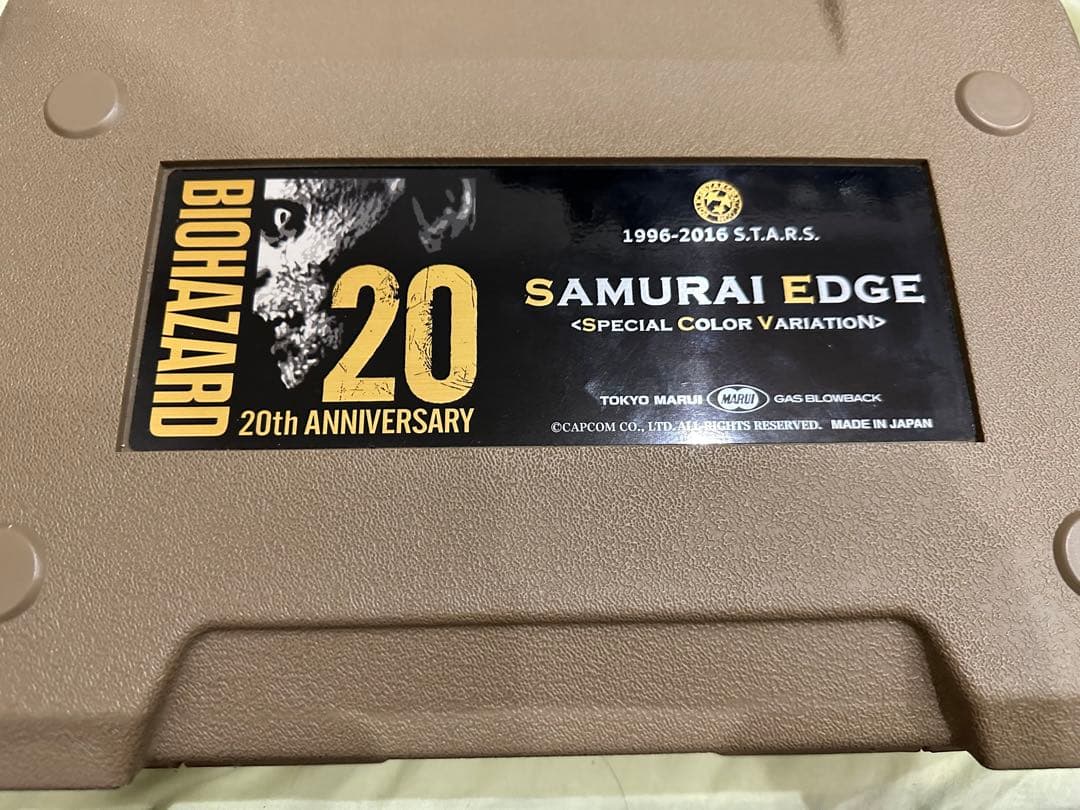 BIOHAZARD
20
20th ANNIVERSARY
1996-2016 S.T.A.R.S.
SAMURAI EDGE
<SPECIAL COLOR VARIATION>
TOKYO MARUI MARUI GAS BLOWBACK
©CAPCOM CO., LTD. ALL RIGHTS RESERVED. MADE IN JAPAN